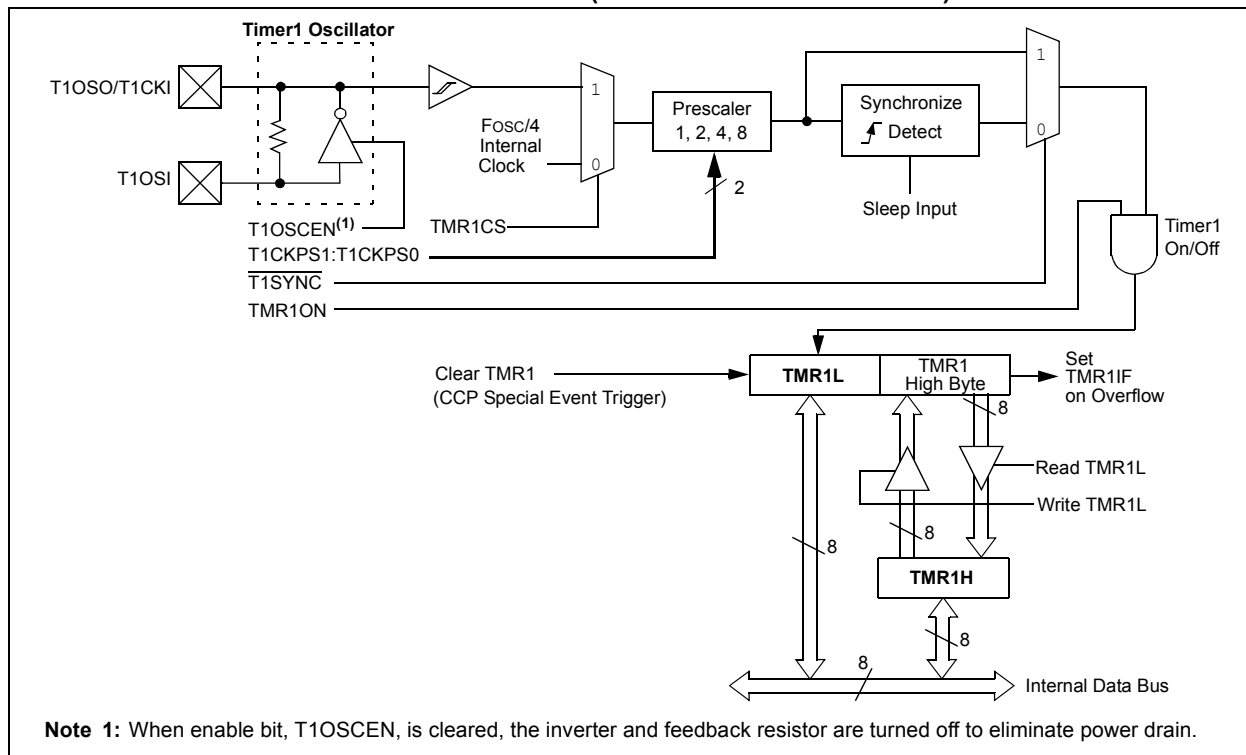 Timer1 Oscillator
T1OSO/T1CKI
T1OSI
1
FOSC/4
Internal
Clock
0
Prescaler
1, 2, 4, 8
2
Synchronize
Detect
Sleep Input
1
0
T1OSCEN(1)
TMR1CS
T1CKPS1:T1CKPS0
T1SYNC
TMR1ON
Timer1
On/Off
Clear TMR1
(CCP Special Event Trigger)
TMR1L
TMR1
High Byte
Set
TMR1IF
on Overflow
8
Read TMR1L
Write TMR1L
8
8
TMR1H
8
8
Internal Data Bus
Note 1: When enable bit, T1OSCEN, is cleared, the inverter and feedback resistor are turned off to eliminate power drain.